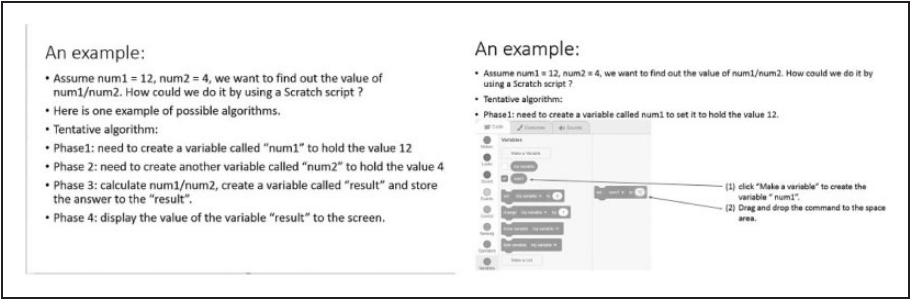 An example:
• Assume num1 = 12, num2 = 4, we want to find out the value of
num1/num2. How could we do it by using a Scratch script ?
• Here is one example of possible algorithms.
• Tentative algorithm:
• Phase1: need to create a variable called “num1” to hold the value 12
• Phase 2: need to create another variable called “num2” to hold the value 4
• Phase 3: calculate num1/num2, create a variable called “result” and store
the answer to the “result”.
• Phase 4: display the value of the variable “result” to the screen.
An example:
• Assume num1 = 12, num2 = 4, we want to find out the value of num1/num2. How could we do it by
using a Scratch script ?
• Tentative algorithm:
• Phase1: need to create a variable called num1 to set it to hold the value 12.
Code
Costumes
Sounds
Variables
Make a Variable
my variable
Motion
Looks
Sound
Events
Control
Sensing
Operators
Variables
Make a List
(1) click “Make a variable” to create the
variable “ num1”.
(2) Drag and drop the command to the space
area.